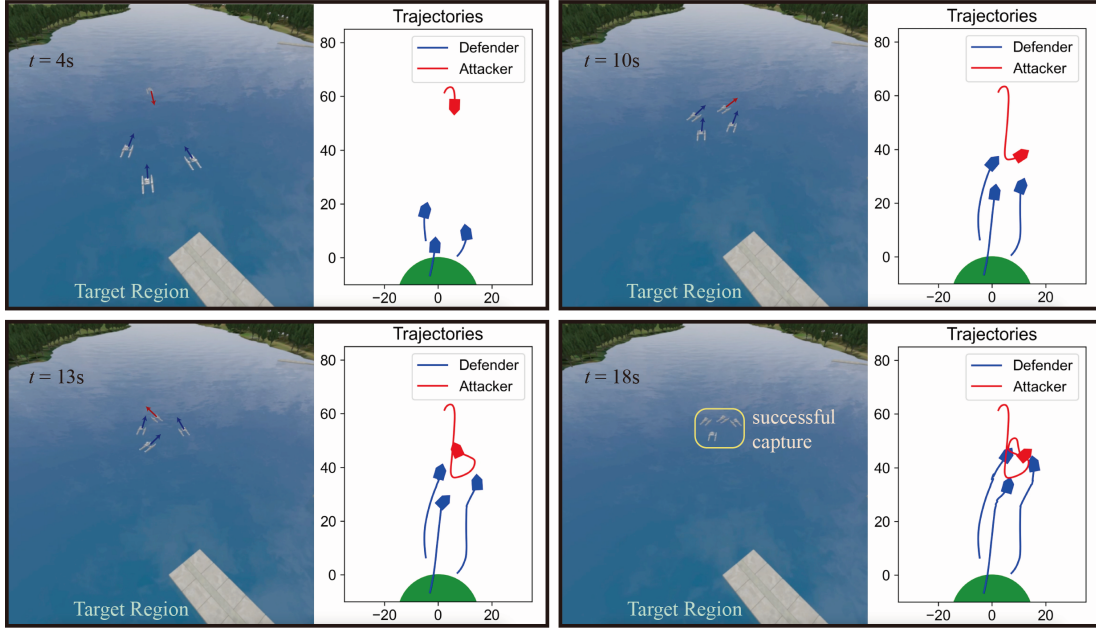 t = 4s
Target Region
Trajectories
Defender
Attacker
80
60
40
20
0
−20
0
20
t = 10s
Target Region
Trajectories
Defender
Attacker
80
60
40
20
0
−20
0
20
t = 13s
Target Region
Trajectories
Defender
Attacker
80
60
40
20
0
−20
0
20
t = 18s
successful
capture
Target Region
Trajectories
Defender
Attacker
80
60
40
20
0
−20
0
20